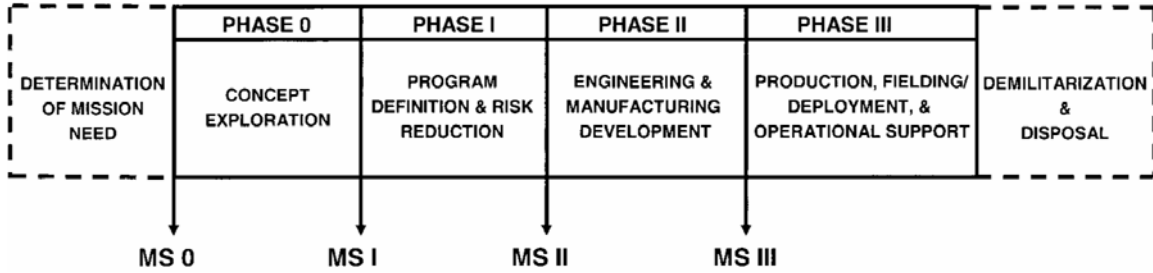 PHASE 0
PHASE I
PHASE II
PHASE III
DETERMINATION
OF MISSION
NEED
CONCEPT
EXPLORATION
PROGRAM
DEFINITION & RISK
REDUCTION
ENGINEERING &
MANUFACTURING
DEVELOPMENT
PRODUCTION, FIELDING/
DEPLOYMENT, &
OPERATIONAL SUPPORT
DEMILITARIZATION
&
DISPOSAL
MS 0
MS I
MS II
MS III